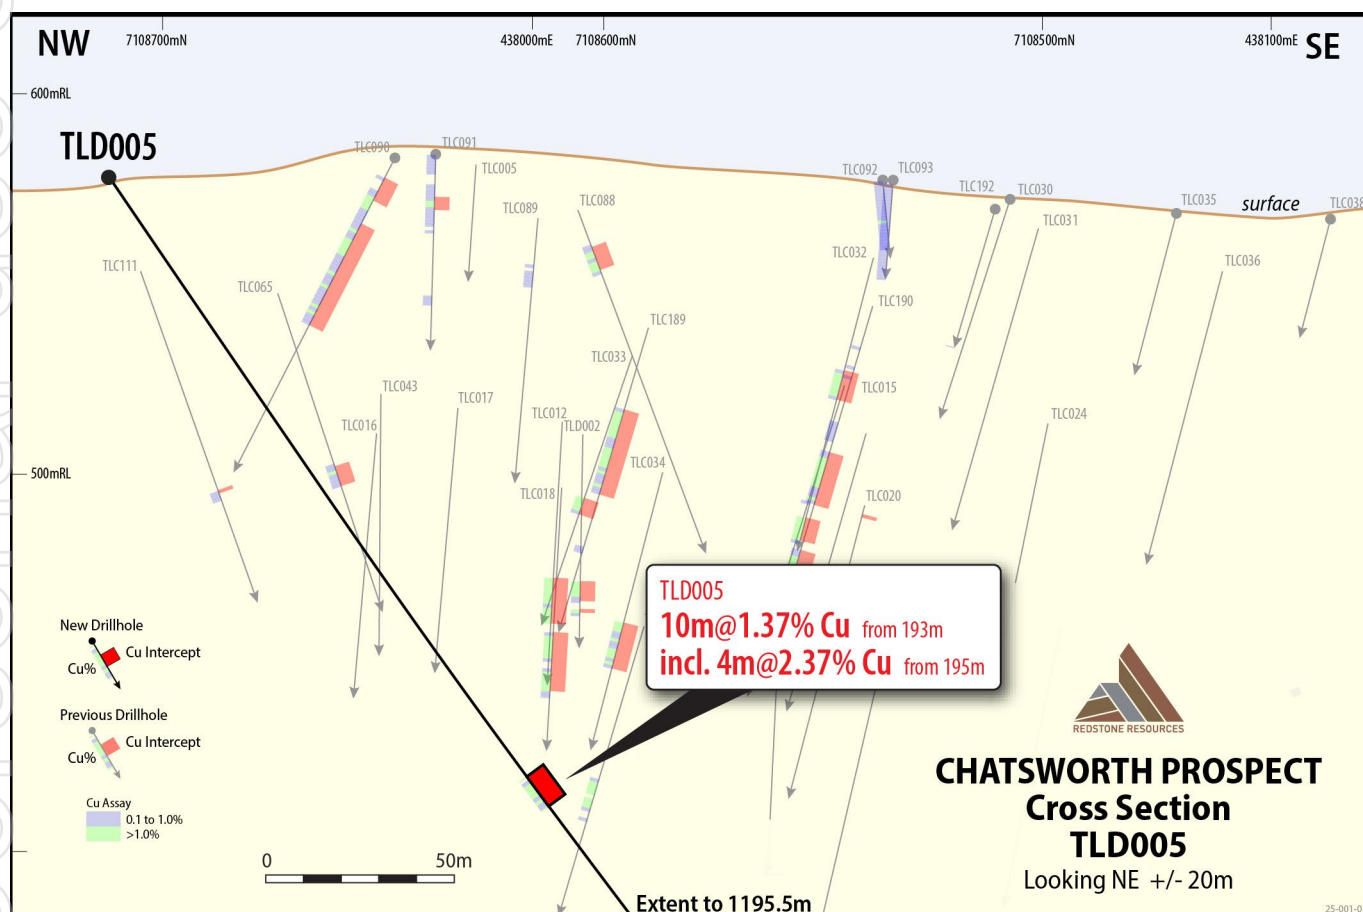 NW
7108700mN
438000mE
7108600mN
7108500mN
438100mE
SE
600mRL
TLD005
TLC090
TLC091
TLC005
TLC092
TLC093
TLC192
TLC030
TLC035
surface
TLC038
TLC089
TLC088
TLC031
TLC032
TLC036
TLC111
TLC065
TLC190
TLC189
TLC033
TLC043
TLC015
TLC017
TLC012
TLD002
TLC016
TLC024
TLC034
500mRL
TLC018
TLC020
TLD005
10m@1.37% Cu from 193m
incl. 4m@2.37% Cu from 195m
New Drillhole
Cu Intercept
Cu%
Previous Drillhole
Cu Intercept
Cu%
Cu Assay
0.1 to 1.0%
>1.0%
0
50m
REDSTONE RESOURCES
CHATSWORTH PROSPECT
Cross Section
TLD005
Looking NE +/- 20m
Extent to 1195.5m